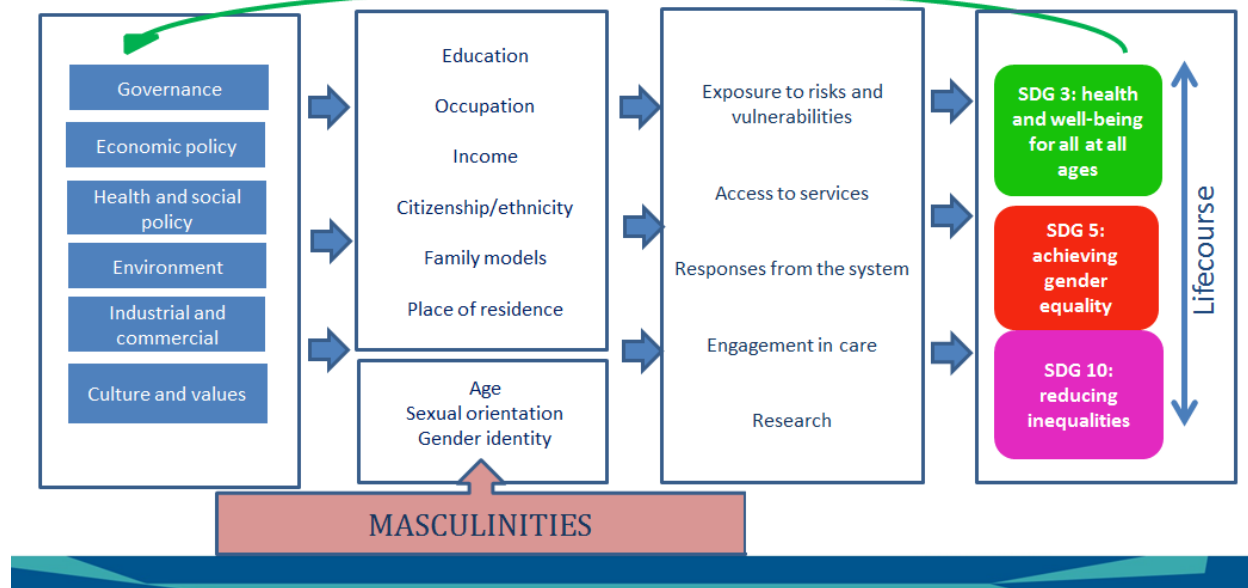 Governance
Economic policy
Health and social
policy
Environment
Industrial and
commercial
Culture and values
Education
Occupation
Income
Citizenship/ethnicity
Family models
Place of residence
Age
Sexual orientation
Gender identity
MASCULINITIES
Exposure to risks and
vulnerabilities
Access to services
Responses from the system
Engagement in care
Research
SDG 3: health
and well-being
for all at all
ages
SDG 5:
achieving
gender
equality
SDG 10:
reducing
inequalities
Lifecourse